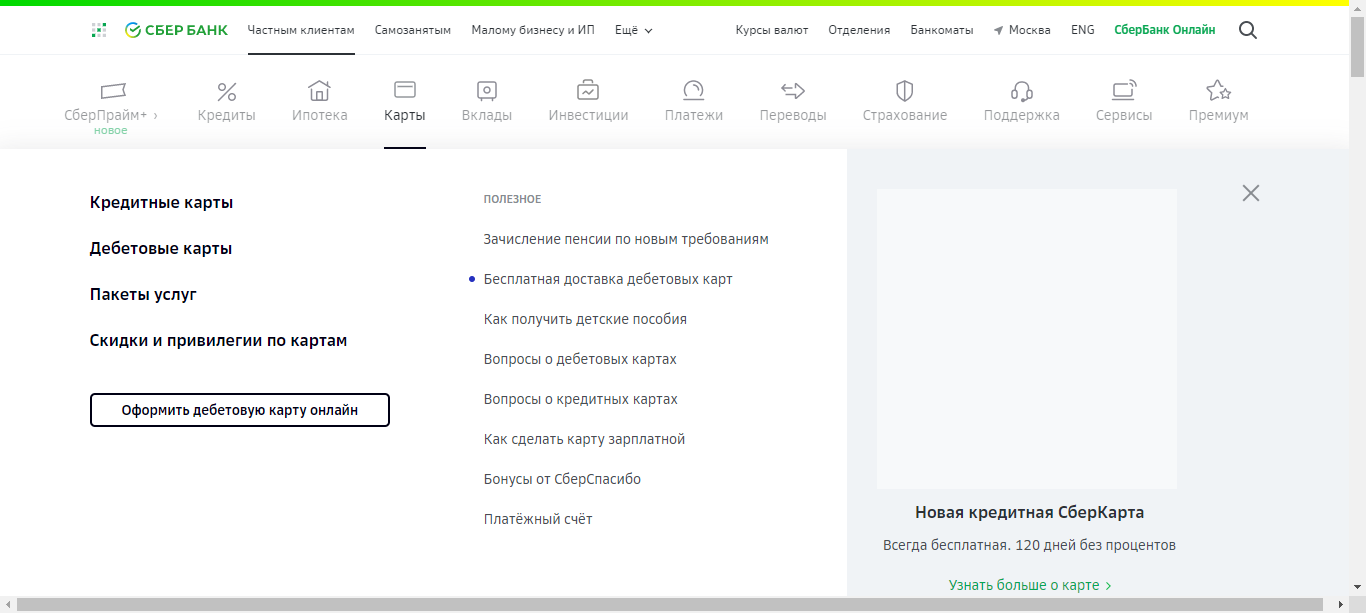 СБЕР БАНК
Частным клиентам
Самозанятым
Малому бизнесу и ИП
Ещё
Курсы валют
Отделения
Банкоматы
Москва
ENG
СберБанк Онлайн
СберПрайм+ ›
новое
Кредиты
Ипотека
Карты
Вклады
Инвестиции
Платежи
Переводы
Страхование
Поддержка
Сервисы
Премиум
Кредитные карты
Дебетовые карты
Пакеты услуг
Скидки и привилегии по картам
Оформить дебетовую карту онлайн
ПОЛЕЗНОЕ
Зачисление пенсии по новым требованиям
Бесплатная доставка дебетовых карт
Как получить детские пособия
Вопросы о дебетовых картах
Вопросы о кредитных картах
Как сделать карту зарплатной
Бонусы от СберСпасибо
Платёжный счёт
Новая кредитная СберКарта
Всегда бесплатная. 120 дней без процентов
Узнать больше о карте ›